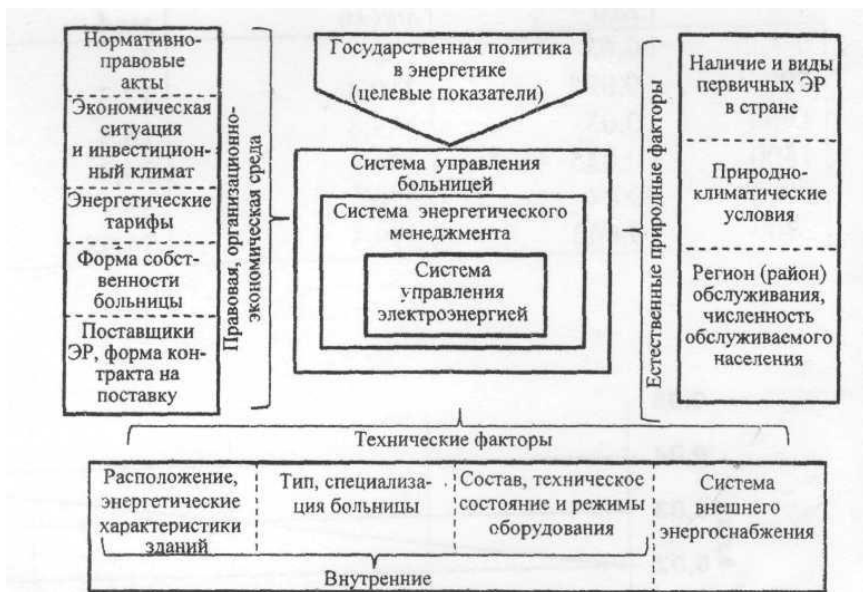 Нормативно-
правовые
акты
Экономическая
ситуация
и инвестицион-
ный климат
Энергетические
тарифы
Форма собст-
венности
больницы
Поставщики
ЭР, форма кон-
тракта на
поставку
Правовая, организационно-
экономическая среда
Государственная политика
в энергетике
(целевые показатели)
Система управления
больницей
Система энергетического
менеджмента
Система
управления
электроэнергией
Естественные природные факторы
Наличие и виды
первичных ЭР
в стране
Природно-
климатические
условия
Регион (район)
обслуживания,
численность
обслуживаемого
населения
Технические факторы
Расположение,
энергетические
характеристики
зданий
Тип, специализа-
ция больницы
Состав, техническое
состояние и режимы
оборудования
Система
внешнего
энергоснабжения
Внутренние